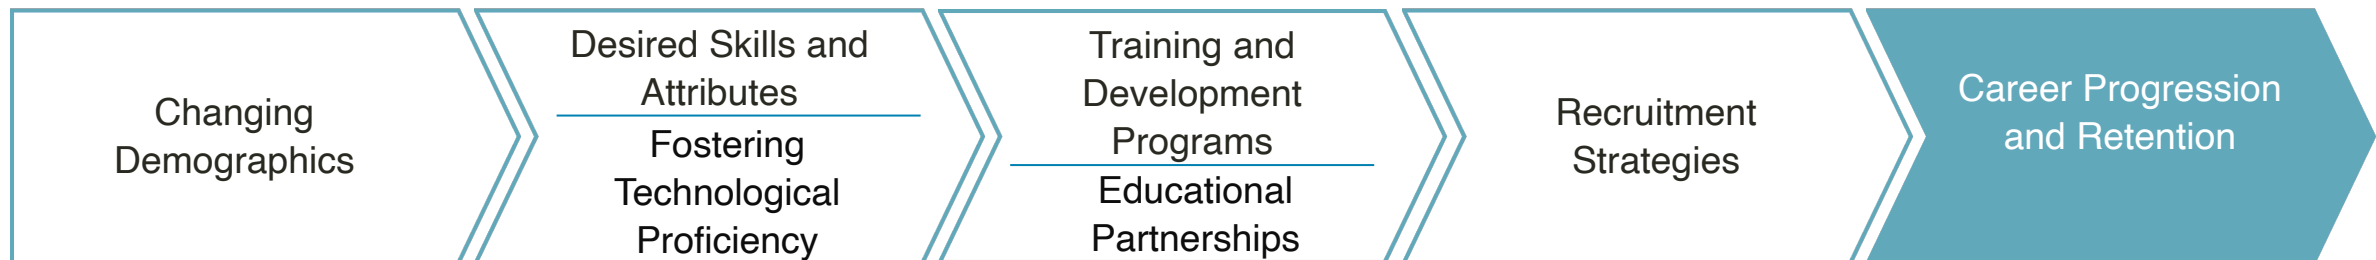 Changing
Demographics
Desired Skills and
Attributes
Fostering
Technological
Proficiency
Training and
Development
Programs
Educational
Partnerships
Recruitment
Strategies
Career Progression
and Retention